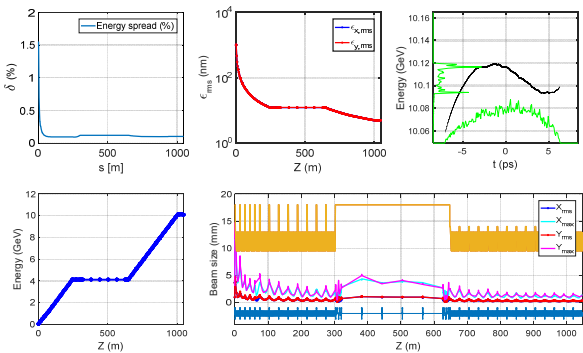 2
1.5
1
0.5
0
δ (%)
Energy spread (%)
0
500
1000
s [m]
10^5
10^2
10^0
ϵ_rms (nm)
ϵ_x,rms
ϵ_y,rms
0
500
1000
Z (m)
10.16
10.14
10.12
10.1
10.08
10.06
Energy (GeV)
-5
0
5
t (ps)
12
10
8
6
4
2
0
Energy (GeV)
0
500
1000
Z (m)
20
15
10
5
0
Beam size (mm)
X_rms
X_max
Y_rms
Y_max
0
100
200
300
400
500
600
700
800
900
1000
Z (m)